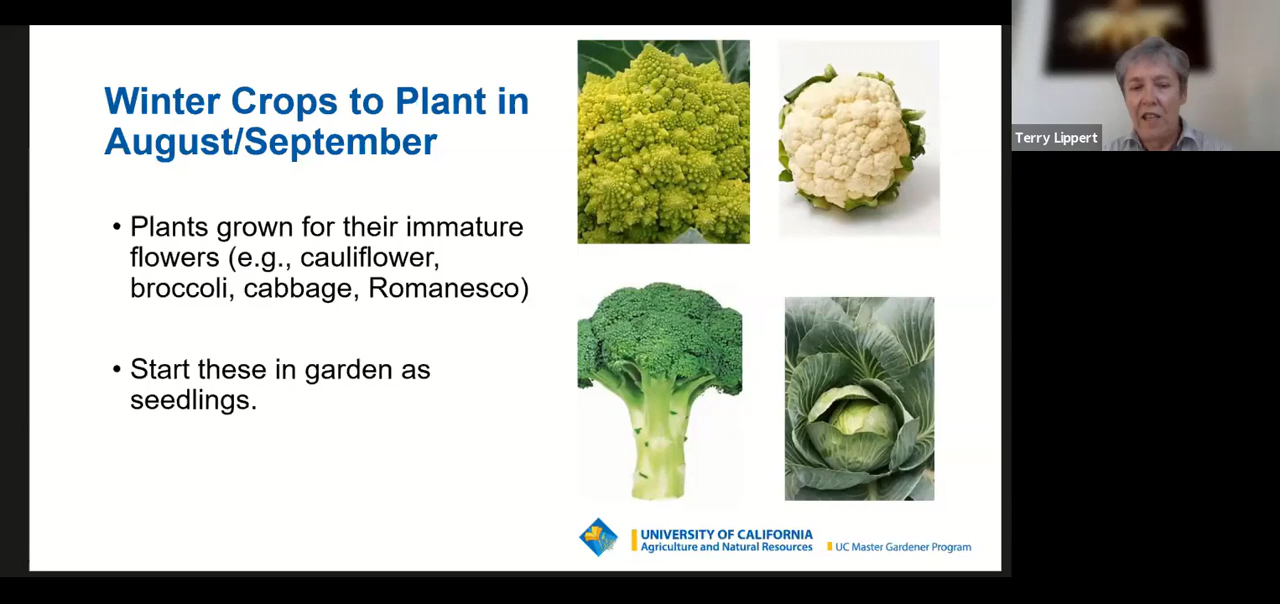 Winter Crops to Plant in
August/September
• Plants grown for their immature
flowers (e.g., cauliflower,
broccoli, cabbage, Romanesco)
• Start these in garden as
seedlings.
UNIVERSITY OF CALIFORNIA
Agriculture and Natural Resources
UC Master Gardener Program
Terry Lippert